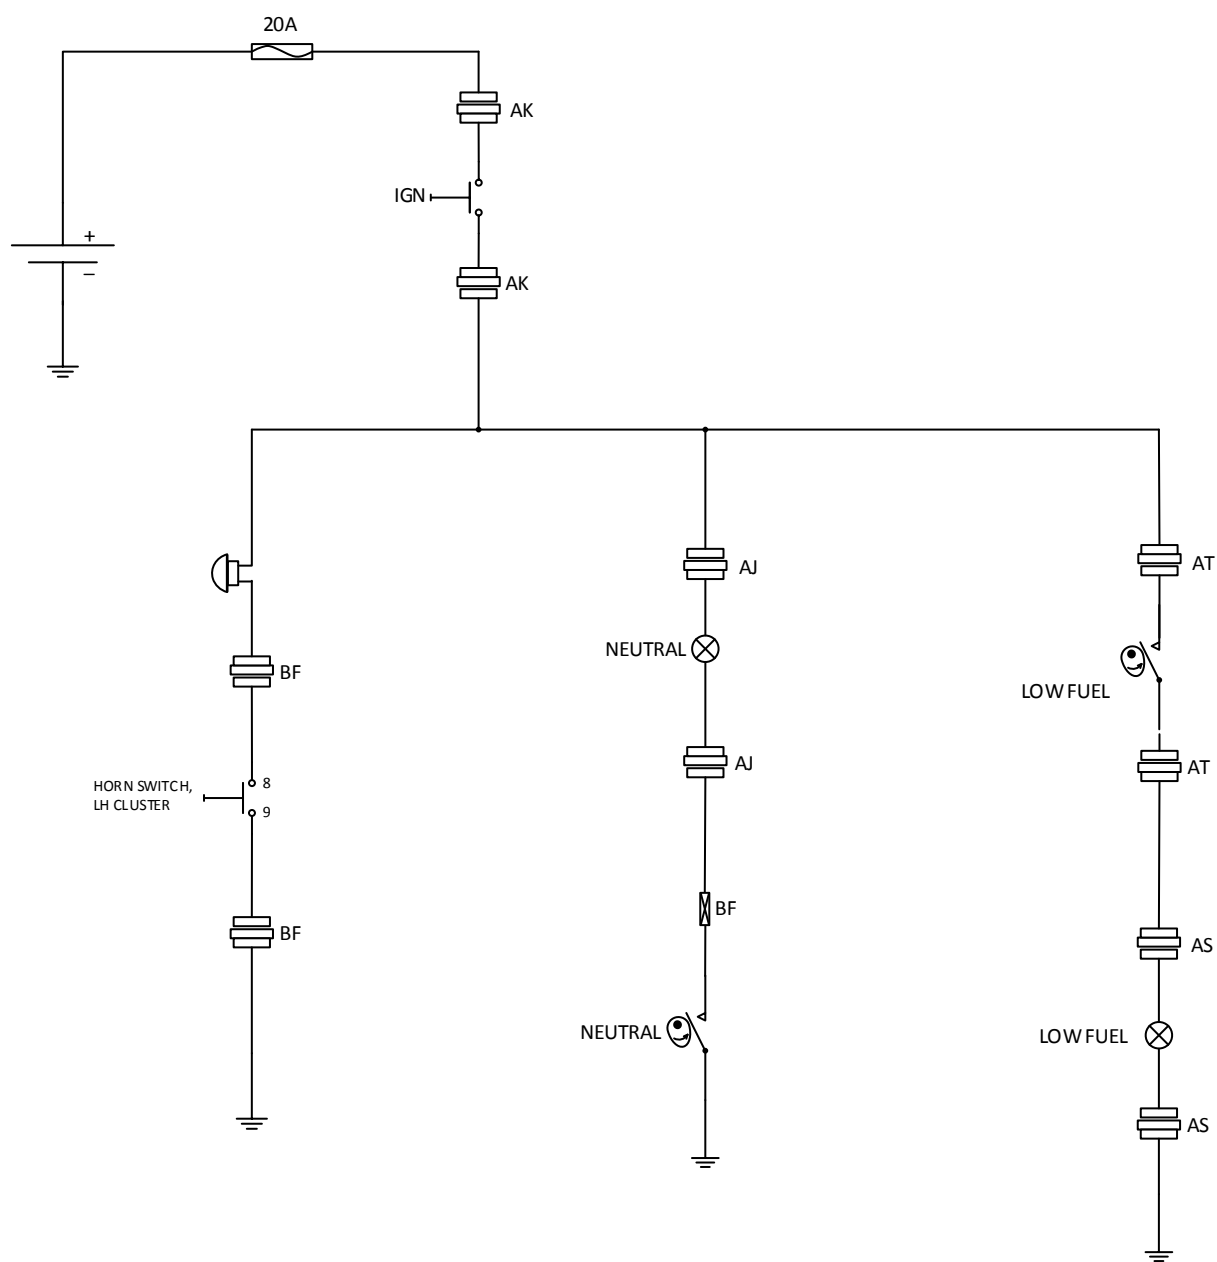 20A
AK
IGN
+
–
AK
AJ
AT
NEUTRAL
BF
LOW FUEL
AJ
AT
HORN SWITCH,
LH CLUSTER
8
9
BF
BF
AS
NEUTRAL
LOW FUEL
AS